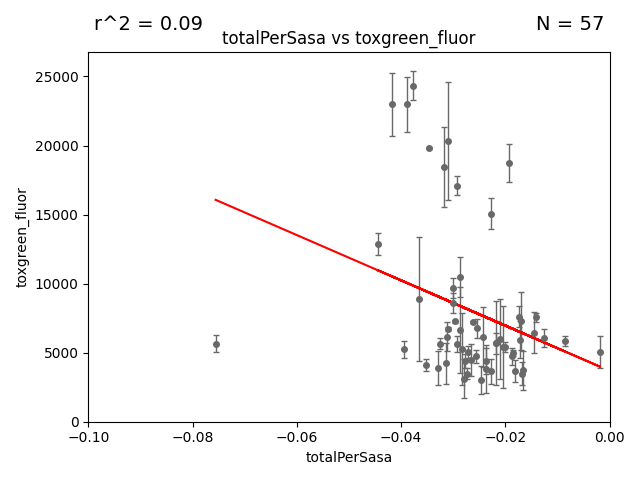 r^2 = 0.09
N = 57
totalPerSasa vs toxgreen_fluor
25000
20000
15000
10000
5000
0
toxgreen_fluor
−0.10
−0.08
−0.06
−0.04
−0.02
0.00
totalPerSasa